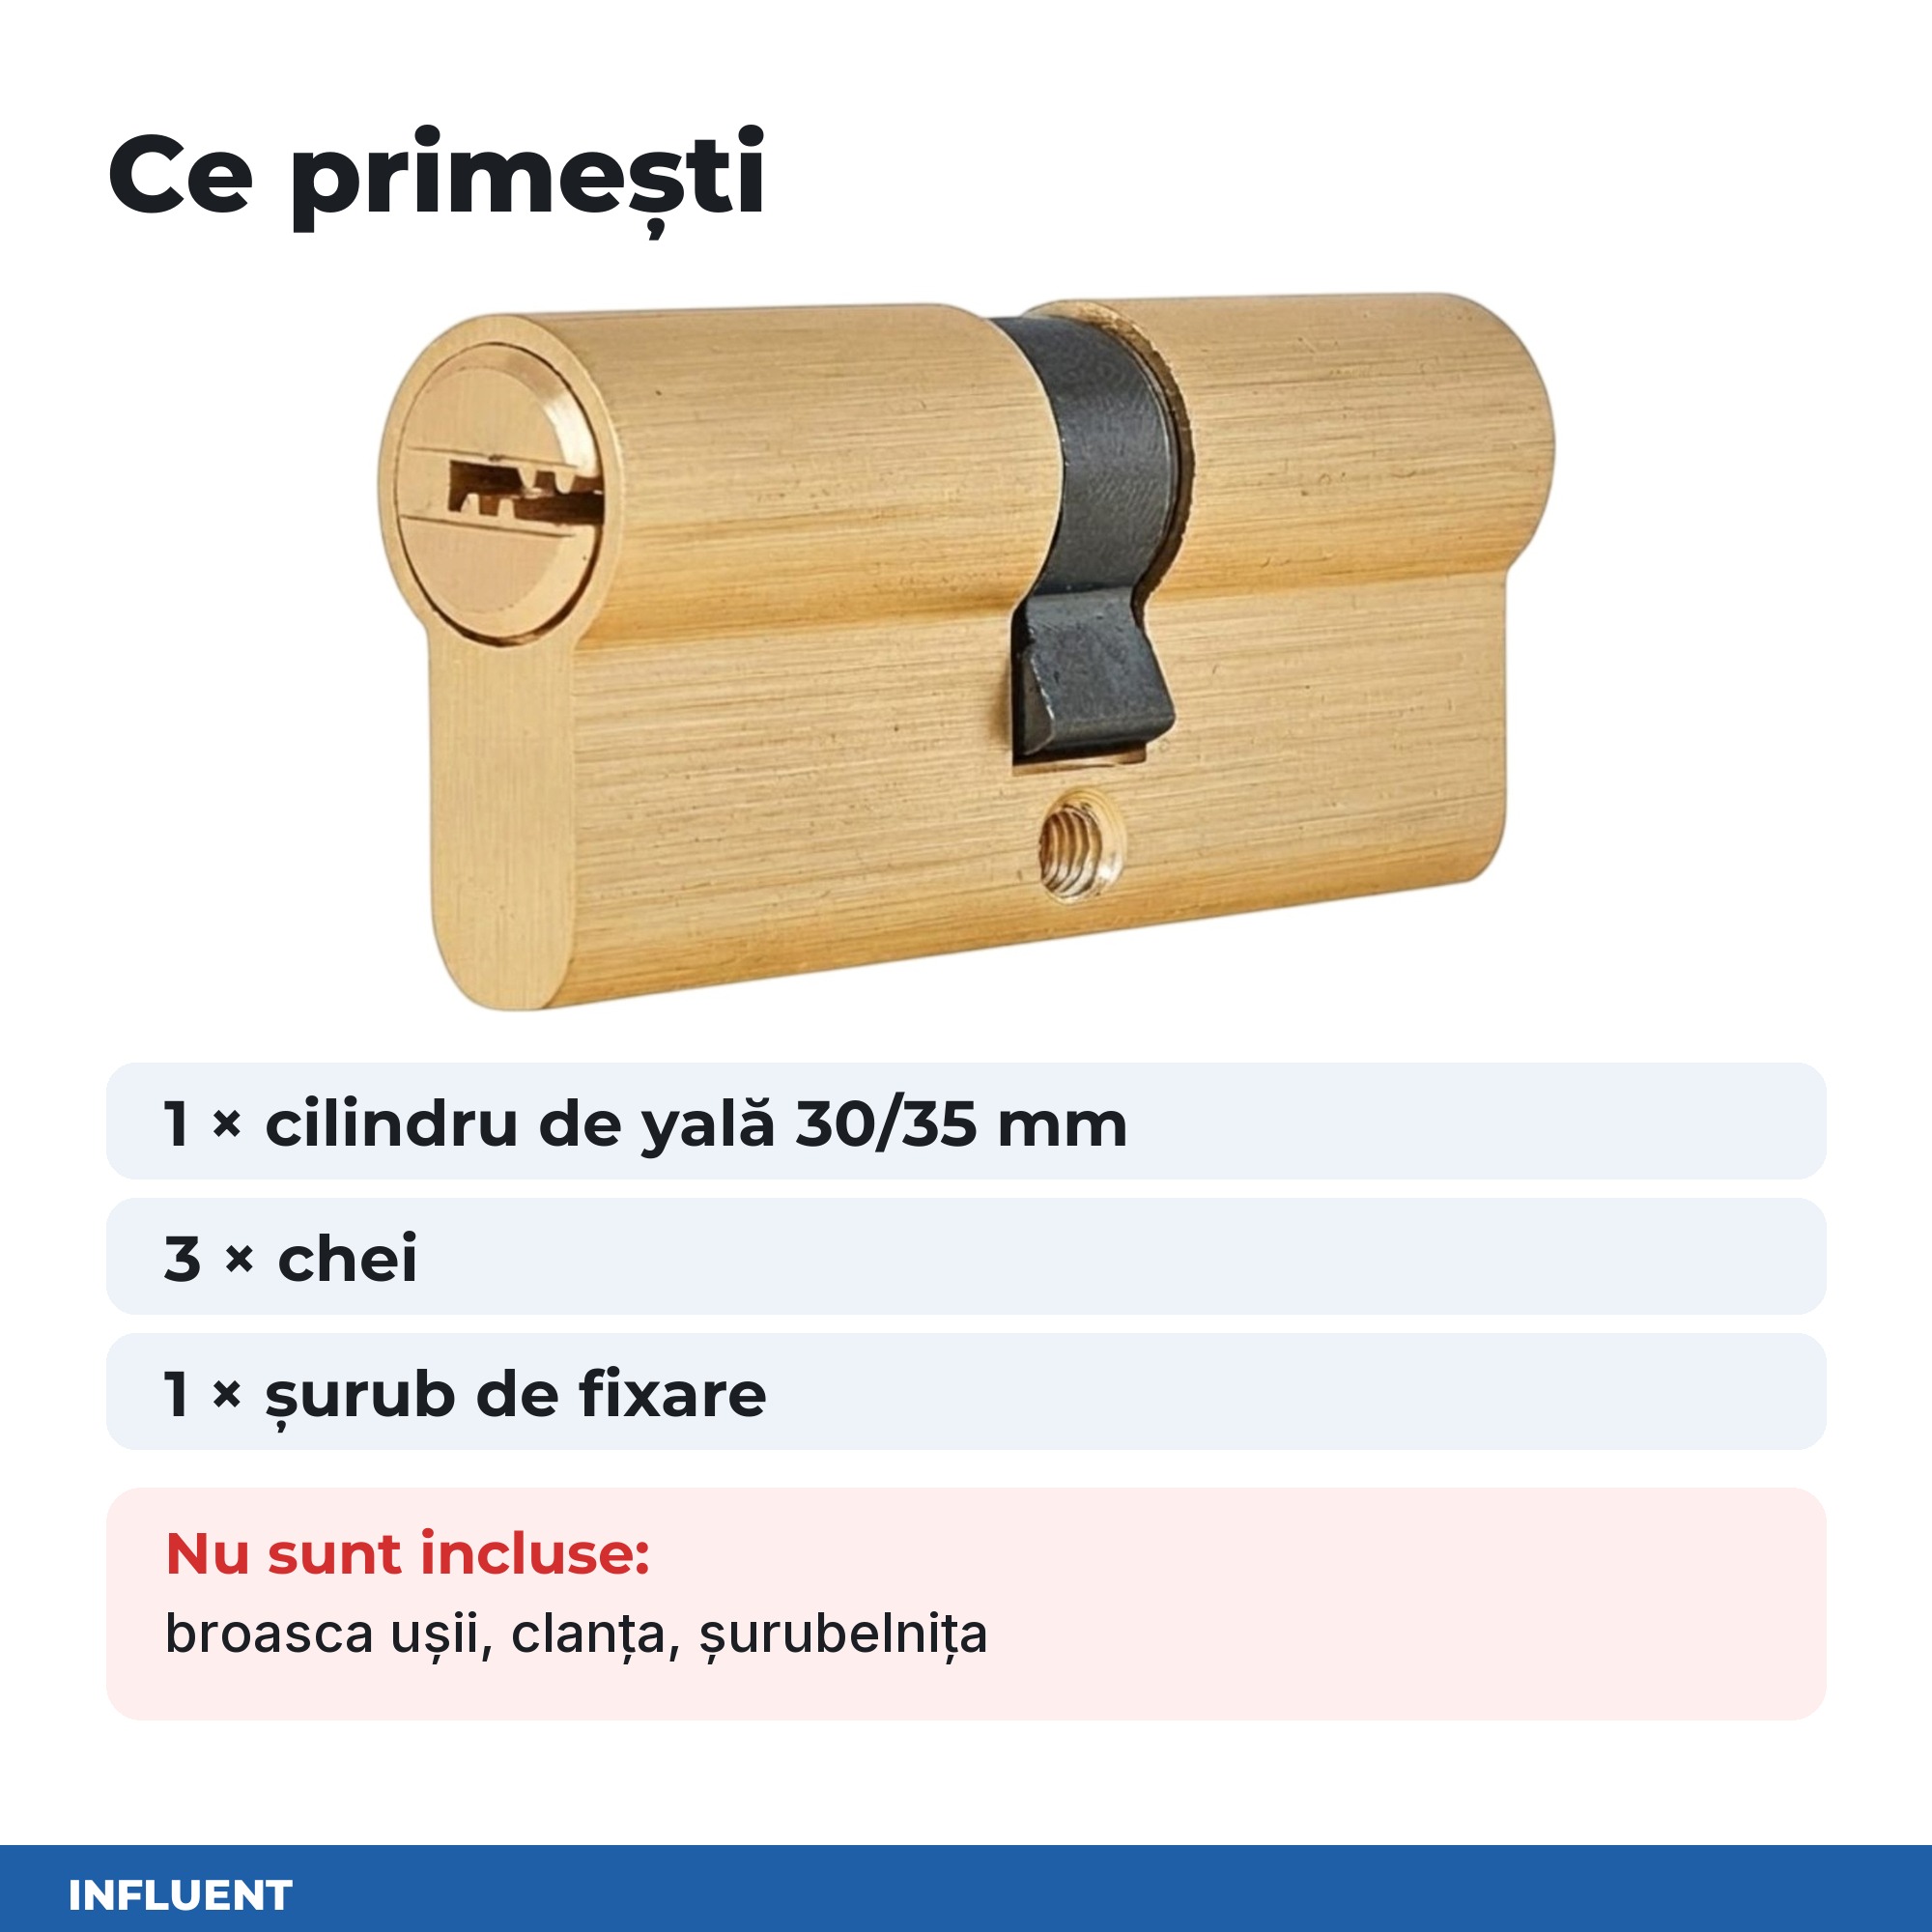 Ce primești
1 × cilindru de yală 30/35 mm
3 × chei
1 × șurub de fixare
Nu sunt incluse:
broasca ușii, clanța, șurubelnița
INFLUENT